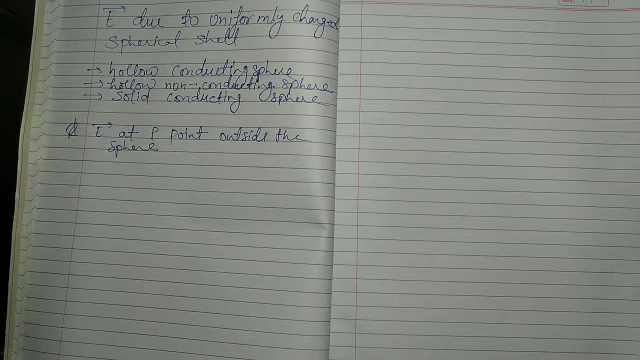 E→ due to Uniformly charged
Spherical Shell
→ hollow conducting sphere
→ hollow non-conducting sphere
→ Solid conducting sphere
E→ at P point outside the
sphere